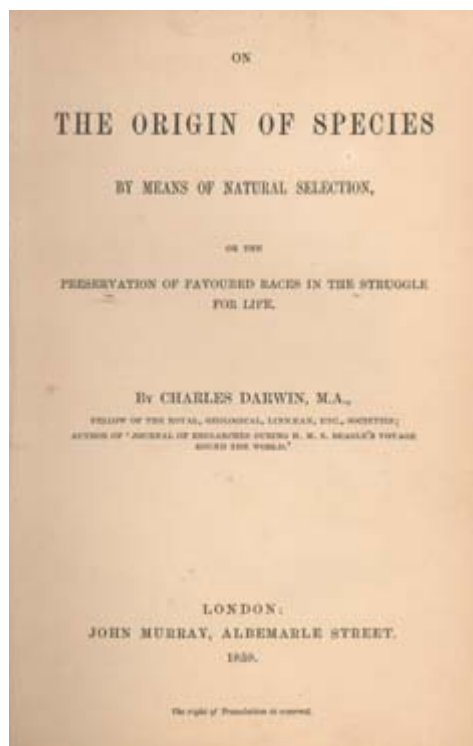 ON
THE ORIGIN OF SPECIES
BY MEANS OF NATURAL SELECTION,
OR THE
PRESERVATION OF FAVOURED RACES IN THE STRUGGLE
FOR LIFE.
BY CHARLES DARWIN, M.A.,
FELLOW OF THE ROYAL, GEOLOGICAL, LINNÆAN, ETC., SOCIETIES;
AUTHOR OF 'JOURNAL OF RESEARCHES DURING H. M. S. BEAGLE'S VOYAGE
ROUND THE WORLD.'
LONDON:
JOHN MURRAY, ALBEMARLE STREET.
1859.
The right of Translation is reserved.